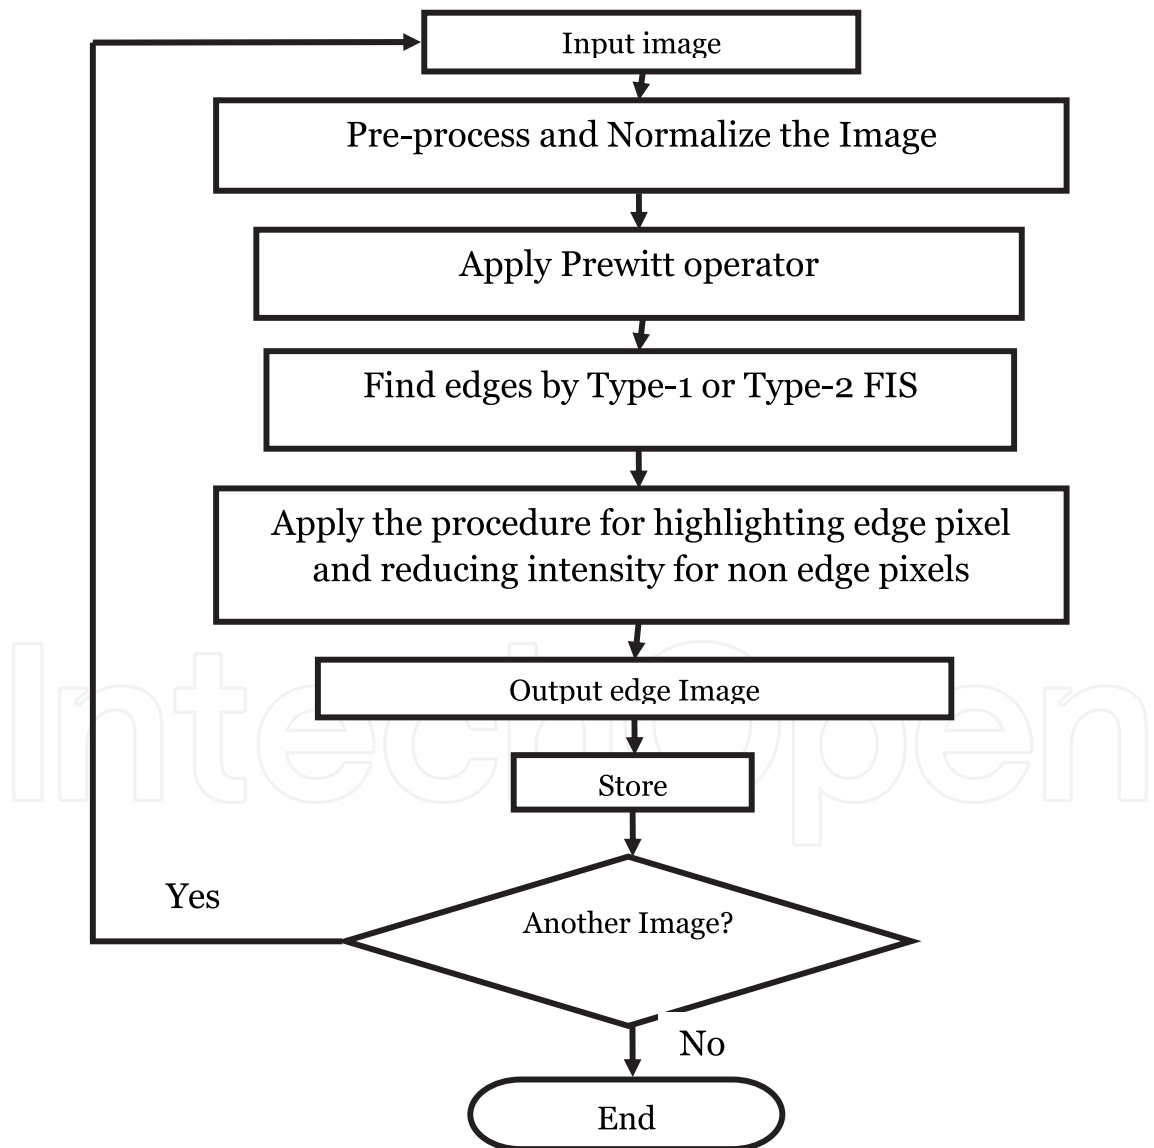 Input image
Pre-process and Normalize the Image
Apply Prewitt operator
Find edges by Type-1 or Type-2 FIS
Apply the procedure for highlighting edge pixel
and reducing intensity for non edge pixels
Output edge Image
IntechOpen
Store
Yes
Another Image?
No
End